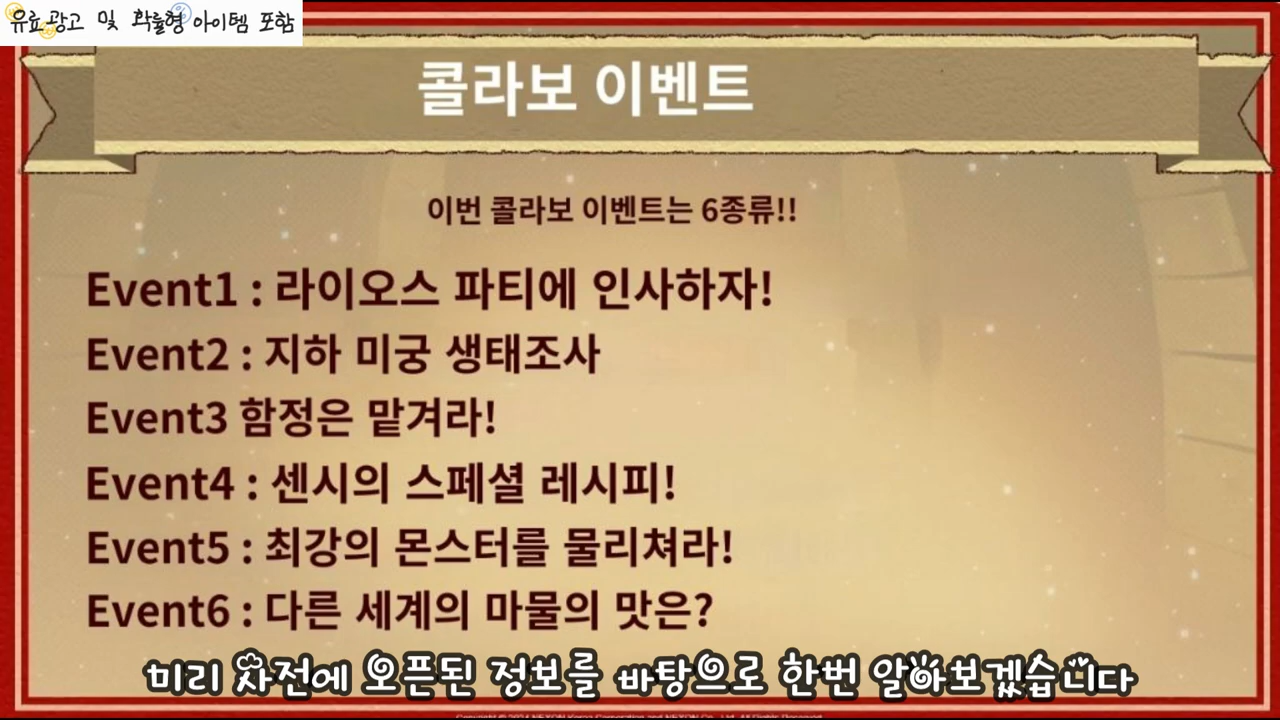 유료 광고 및 확률형 아이템 포함
콜라보 이벤트
이번 콜라보 이벤트는 6종류!!
Event1 : 라이오스 파티에 인사하자!
Event2 : 지하 미궁 생태조사
Event3 함정은 맡겨라!
Event4 : 센시의 스페셜 레시피!
Event5 : 최강의 몬스터를 물리쳐라!
Event6 : 다른 세계의 마물의 맛은?
미리 사전에 오픈된 정보를 바탕으로 한번 알아보겠습니다